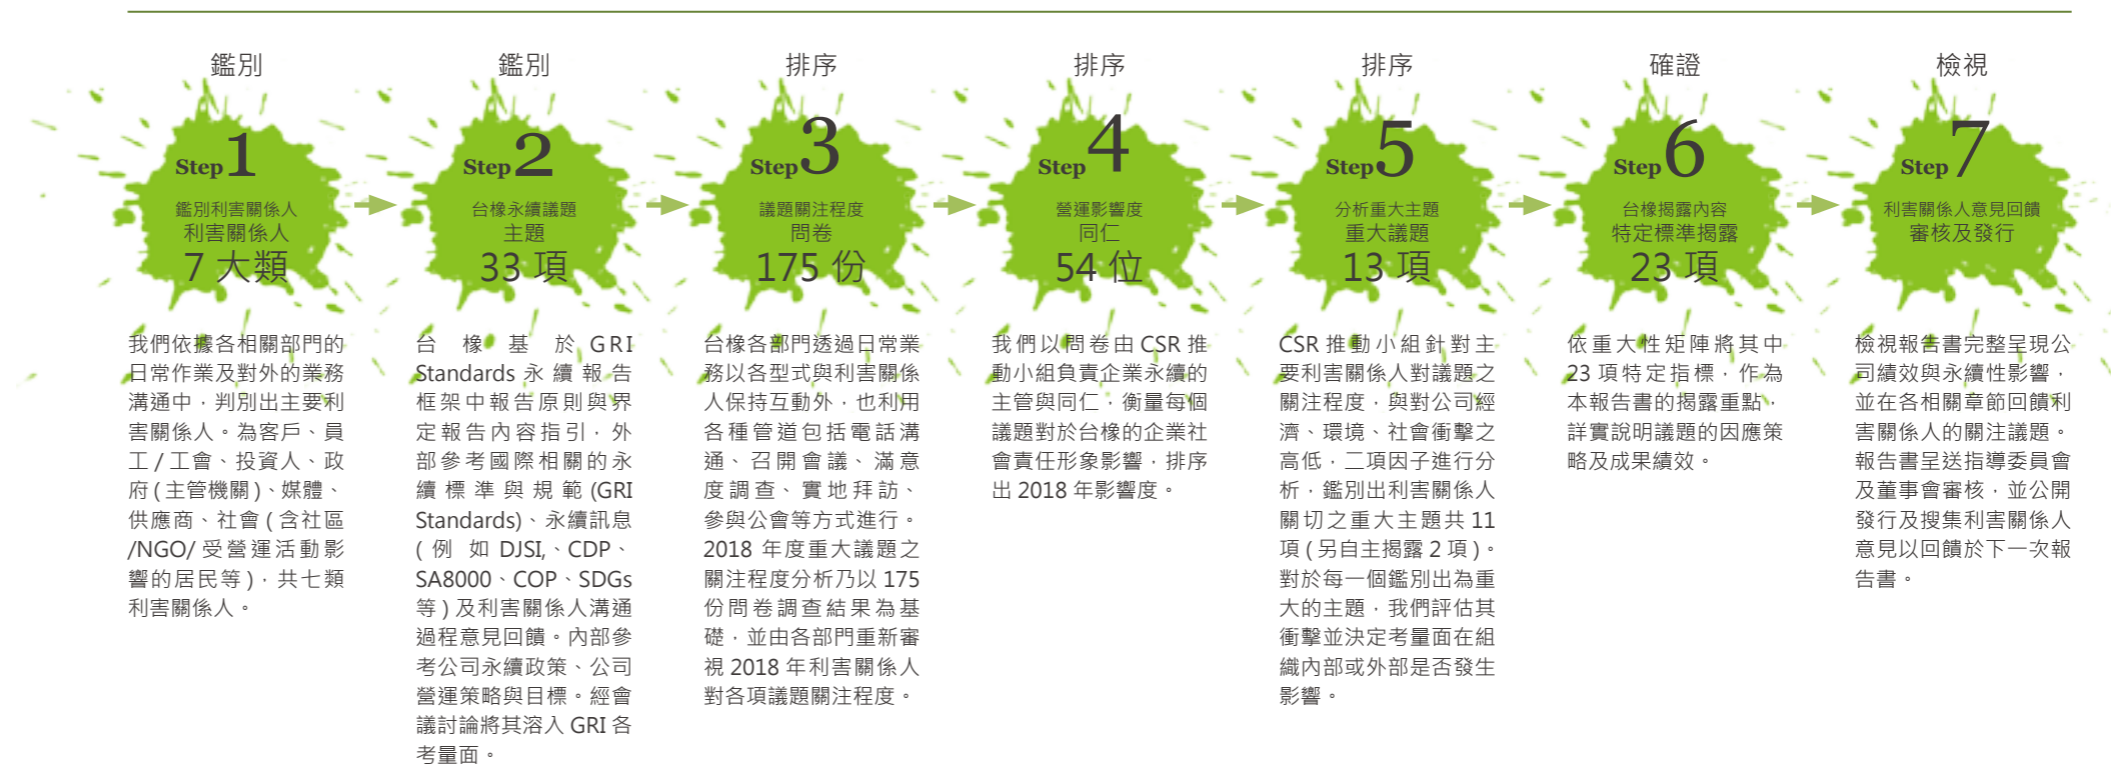 鑑別
Step 1
鑑別利害關係人
利害關係人
7 大類
我們依據各相關部門的
日常作業及對外的業務
溝通中，判別出主要利
害關係人。為客戶、員
工 / 工會、投資人、政
府 ( 主管機關 )、媒體、
供應商、社會 ( 含社區
/NGO/ 受營運活動影
響的居民等 )，共七類
利害關係人。
鑑別
Step 2
台橡永續議題
主題
33 項
台橡基於 GRI
Standards 永續報告
框架中報告原則與界
定報告內容指引，外
部參考國際相關的永
續標準與規範 (GRI
Standards)、永續訊息
( 例 如 DJSI,、CDP、
SA8000、COP、SDGs
等 ) 及利害關係人溝通
過程意見回饋。內部參
考公司永續政策、公司
營運策略與目標。經會
議討論將其溶入 GRI 各
考量面。
排序
Step 3
議題關注程度
問卷
175 份
台橡各部門透過日常業
務以各型式與利害關係
人保持互動外，也利用
各種管道包括電話溝
通、召開會議、滿意
度調查、實地拜訪、
參與公會等方式進行。
2018 年度重大議題之
關注程度分析乃以 175
份問卷調查結果為基
礎，並由各部門重新審
視 2018 年利害關係人
對各項議題關注程度。
排序
Step 4
營運影響度
同仁
54 位
我們以問卷由 CSR 推
動小組負責企業永續的
主管與同仁，衡量每個
議題對於台橡的企業社
會責任形象影響，排序
出 2018 年影響度。
排序
Step 5
分析重大主題
重大議題
13 項
CSR 推動小組針對主
要利害關係人對議題之
關注程度，與對公司經
濟、環境、社會衝擊之
高低，二項因子進行分
析，鑑別出利害關係人
關切之重大主題共 11
項 ( 另自主揭露 2 項 )。
對於每一個鑑別出為重
大的主題，我們評估其
衝擊並決定考量面在組
織內部或外部是否發生
影響。
確證
Step 6
台橡揭露內容
特定標準揭露
23 項
依重大性矩陣將其中
23 項特定指標，作為
本報告書的揭露重點，
詳實說明議題的因應策
略及成果績效。
檢視
Step 7
利害關係人意見回饋
審核及發行
檢視報告書完整呈現公
司績效與永續性影響，
並在各相關章節回饋利
害關係人的關注議題。
報告書呈送指導委員會
及董事會審核，並公開
發行及搜集利害關係人
意見以回饋於下一次報
告書。